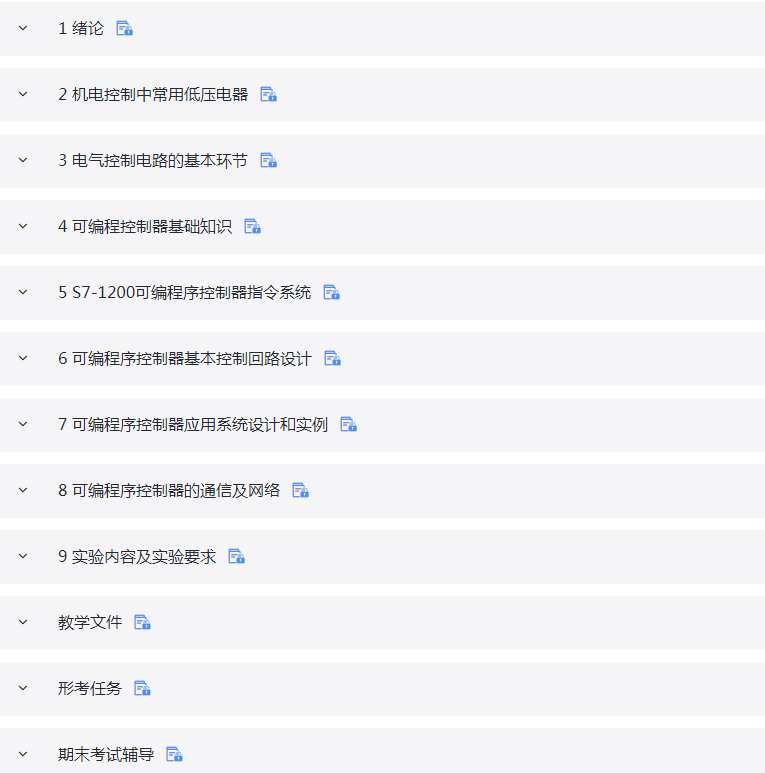 1 绪论
2 机电控制中常用低压电器
3 电气控制电路的基本环节
4 可编程控制器基础知识
5 S7-1200可编程序控制器指令系统
6 可编程序控制器基本控制回路设计
7 可编程序控制器应用系统设计和实例
8 可编程序控制器的通信及网络
9 实验内容及实验要求
教学文件
形考任务
期末考试辅导